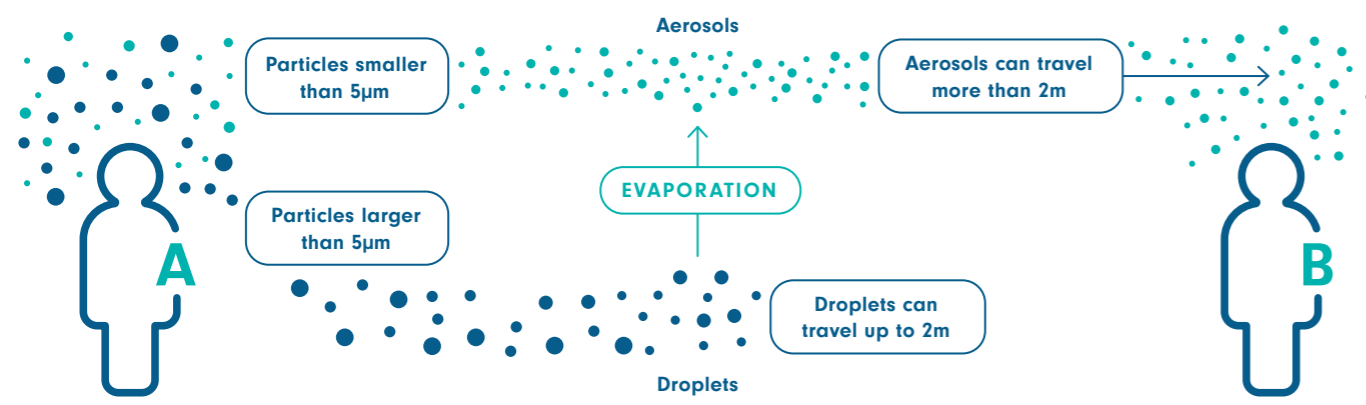 Aerosols
Particles smaller
than 5µm
Aerosols can travel
more than 2m
EVAPORATION
Particles larger
than 5µm
A
B
Droplets can
travel up to 2m
Droplets